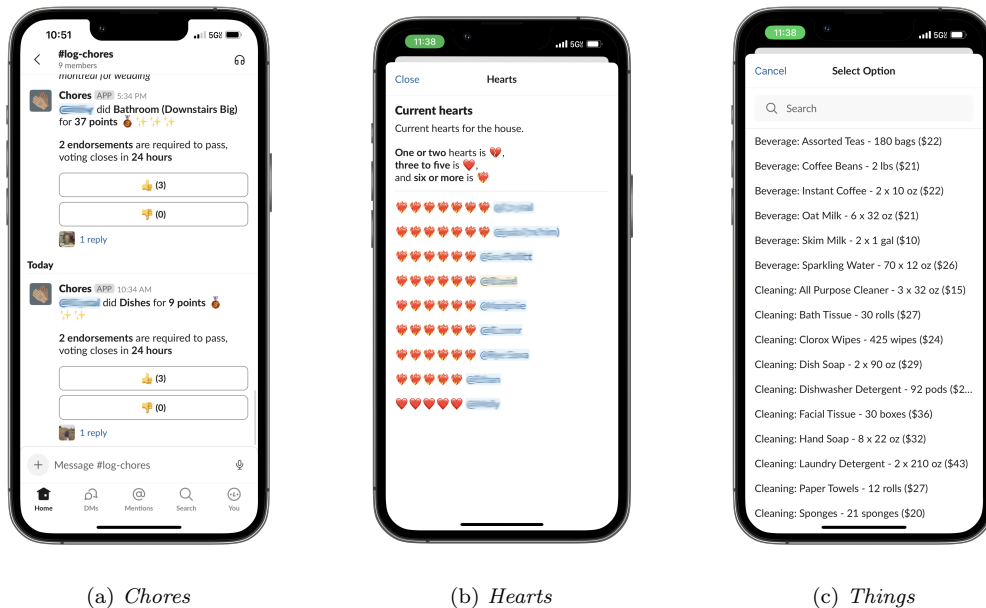 10:51
5G
#log-chores
9 members
montreal for wedding
Chores APP 5:34 PM
did Bathroom (Downstairs Big)
for 37 points
2 endorsements are required to pass,
voting closes in 24 hours
(3)
(0)
1 reply
Today
Chores APP 10:34 AM
did Dishes for 9 points
2 endorsements are required to pass,
voting closes in 24 hours
(3)
(0)
1 reply
Message #log-chores
Home DMs Mentions Search You
(a) Chores
11:38
5G
Close Hearts
Current hearts
Current hearts for the house.
One or two hearts is 💔,
three to five is ❤️,
and six or more is ❤️‍🔥
(b) Hearts
11:38
5G
Cancel Select Option
Search
Beverage: Assorted Teas - 180 bags ($22)
Beverage: Coffee Beans - 2 lbs ($21)
Beverage: Instant Coffee - 2 x 10 oz ($22)
Beverage: Oat Milk - 6 x 32 oz ($21)
Beverage: Skim Milk - 2 x 1 gal ($10)
Beverage: Sparkling Water - 70 x 12 oz ($26)
Cleaning: All Purpose Cleaner - 3 x 32 oz ($15)
Cleaning: Bath Tissue - 30 rolls ($27)
Cleaning: Clorox Wipes - 425 wipes ($24)
Cleaning: Dish Soap - 2 x 90 oz ($29)
Cleaning: Dishwasher Detergent - 92 pods ($2...
Cleaning: Facial Tissue - 30 boxes ($36)
Cleaning: Hand Soap - 8 x 22 oz ($32)
Cleaning: Laundry Detergent - 2 x 210 oz ($43)
Cleaning: Paper Towels - 12 rolls ($27)
Cleaning: Sponges - 21 sponges ($20)
(c) Things